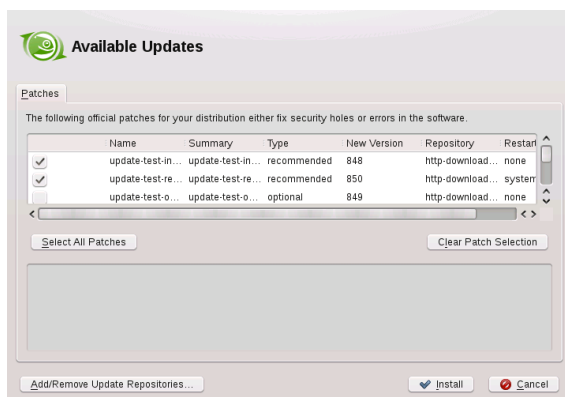 Available Updates
Patches
The following official patches for your distribution either fix security holes or errors in the software.
Name Summary Type New Version Repository Restart
update-test-in... update-test-in... recommended 848 http-download... none
update-test-re... update-test-re... recommended 850 http-download... system
update-test-o... update-test-o... optional 849 http-download... none
Select All Patches Clear Patch Selection
Add/Remove Update Repositories... Install Cancel